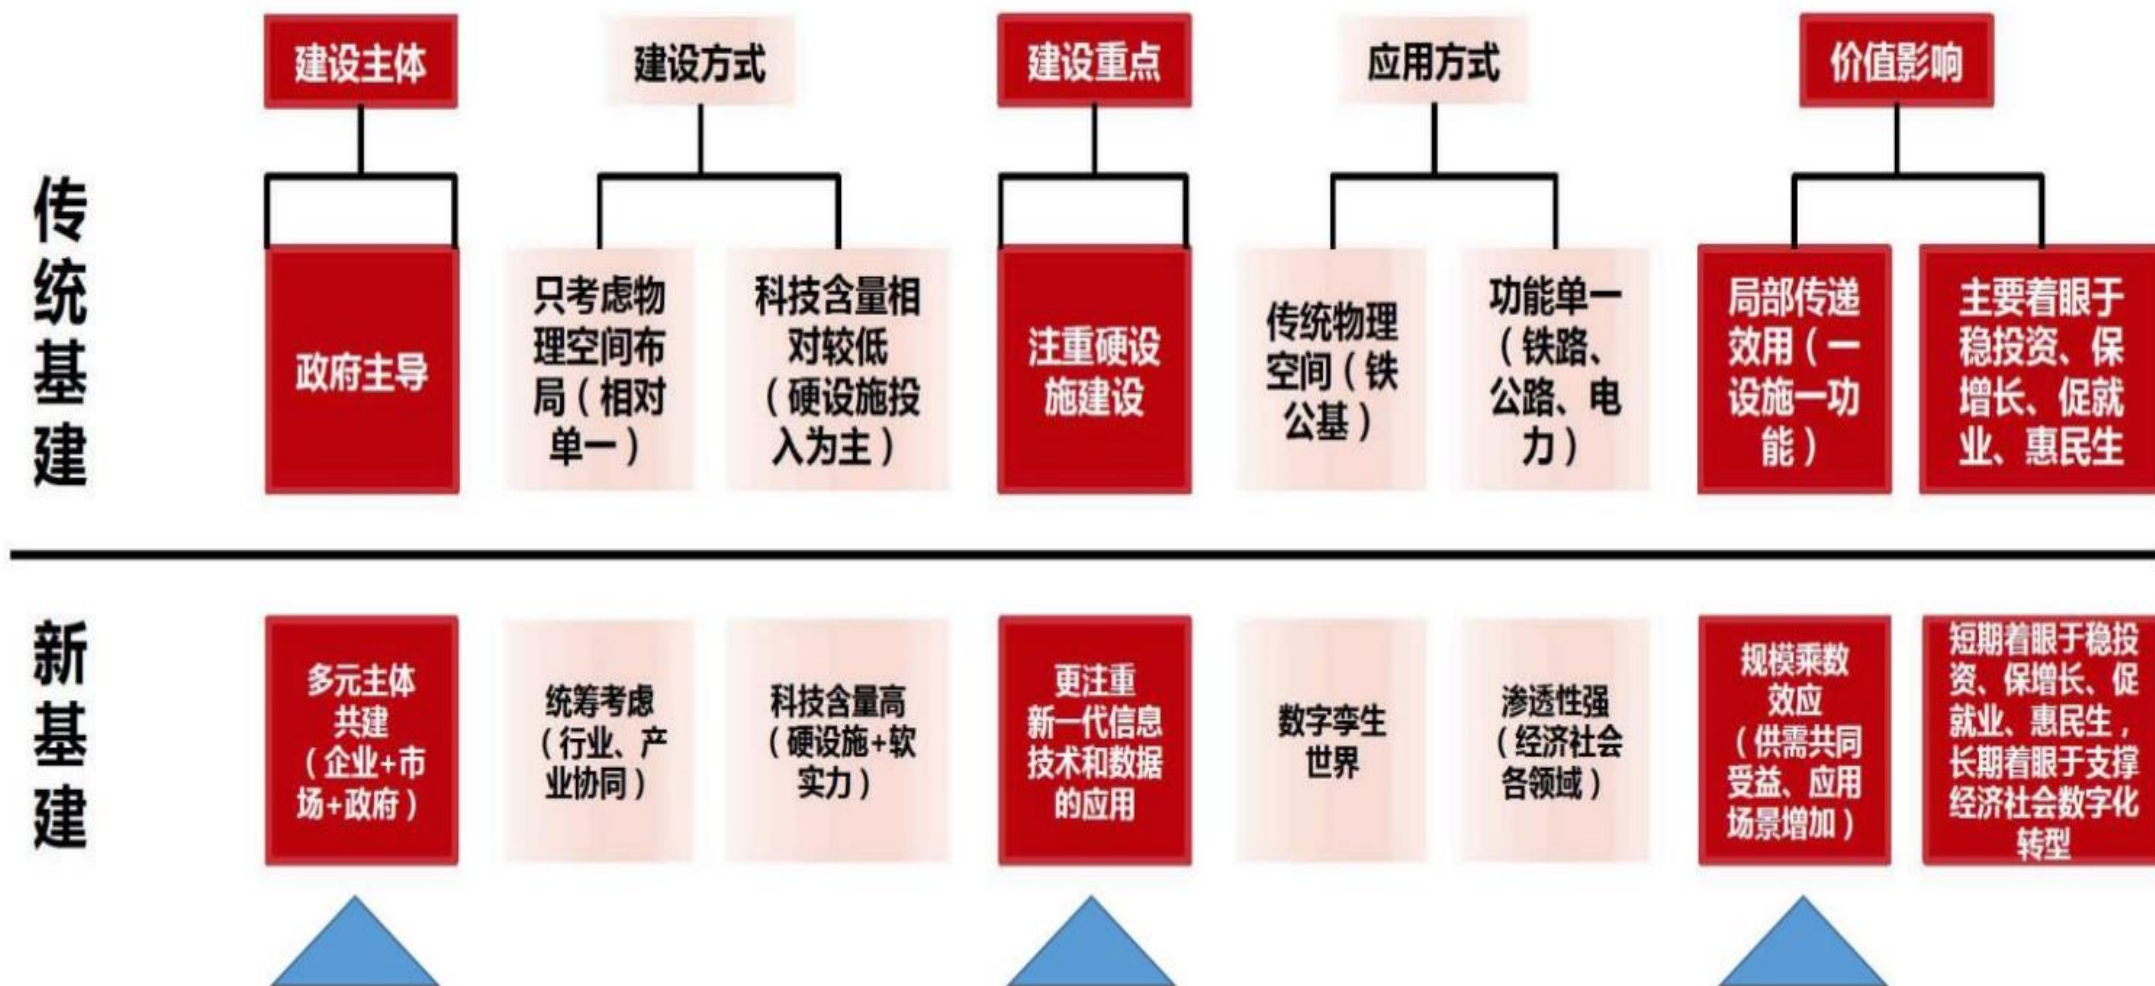 建设主体
建设方式
建设重点
应用方式
价值影响
传
统
基
建
政府主导
只考虑物
理空间布
局（相对
单一）
科技含量相
对较低
（硬设施投
入为主）
注重硬设
施建设
传统物理
空间（铁
公基）
功能单一
（铁路、
公路、电
力）
局部传递
效用（一
设施一功
能）
主要着眼于
稳投资、保
增长、促就
业、惠民生
新
基
建
多元主体
共建
（企业+市
场+政府）
统筹考虑
（行业、产
业协同）
科技含量高
（硬设施+软
实力）
更注重
新一代信息
技术和数据
的应用
数字孪生
世界
渗透性强
（经济社会
各领域）
规模乘数
效应
（供需共同
受益、应用
场景增加）
短期着眼于稳投
资、保增长、促
就业、惠民生，
长期着眼于支撑
经济社会数字化
转型